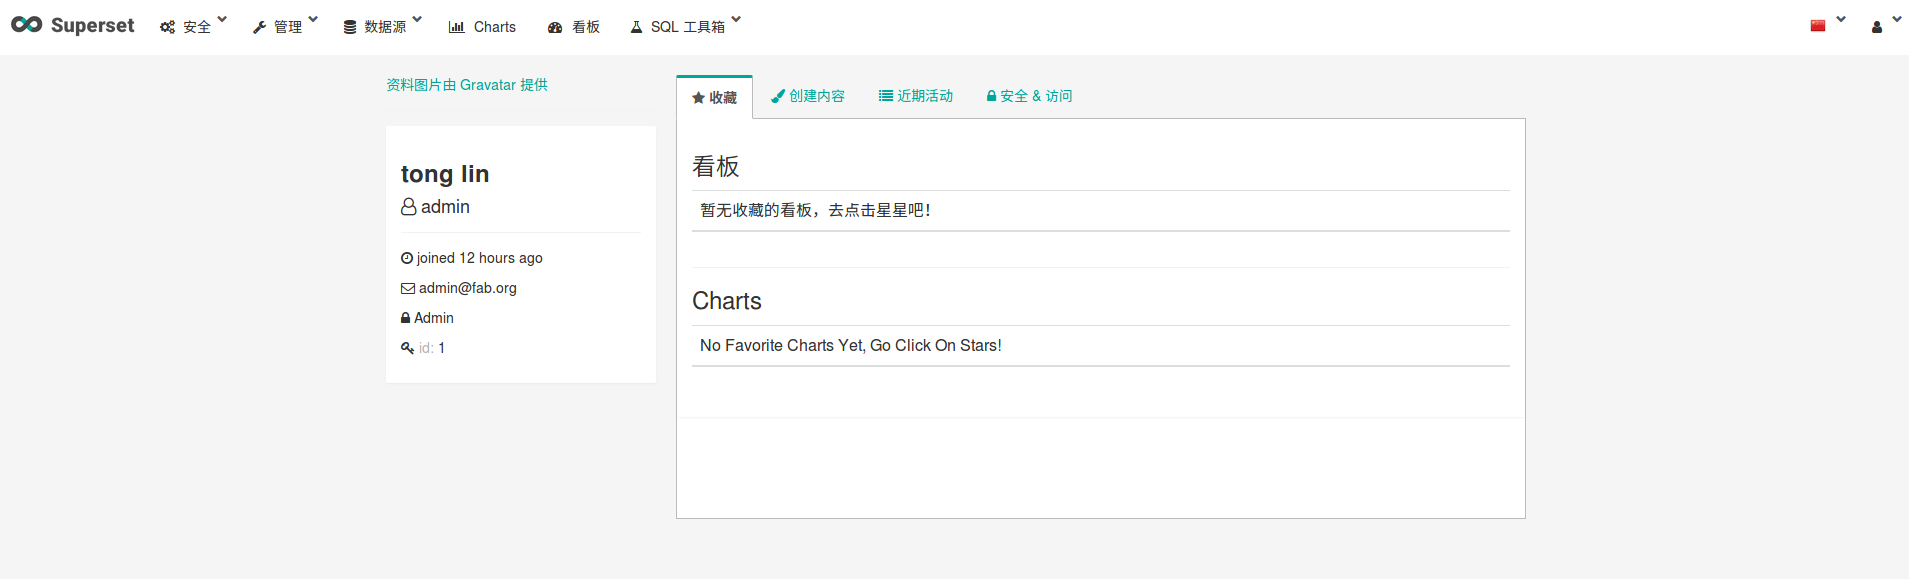 Superset 安全 管理 数据源 Charts 看板 SQL 工具箱
资料图片由 Gravatar 提供
tong lin
admin
joined 12 hours ago
admin@fab.org
Admin
id: 1
收藏 创建内容 近期活动 安全 & 访问
看板
暂无收藏的看板，去点击星星吧！
Charts
No Favorite Charts Yet, Go Click On Stars!